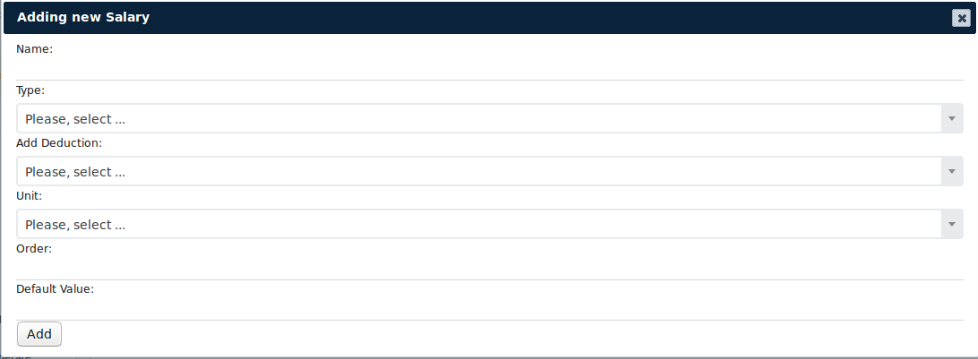 Adding new Salary
Name:
Type:
Please, select ...
Add Deduction:
Please, select ...
Unit:
Please, select ...
Order:
Default Value:
Add